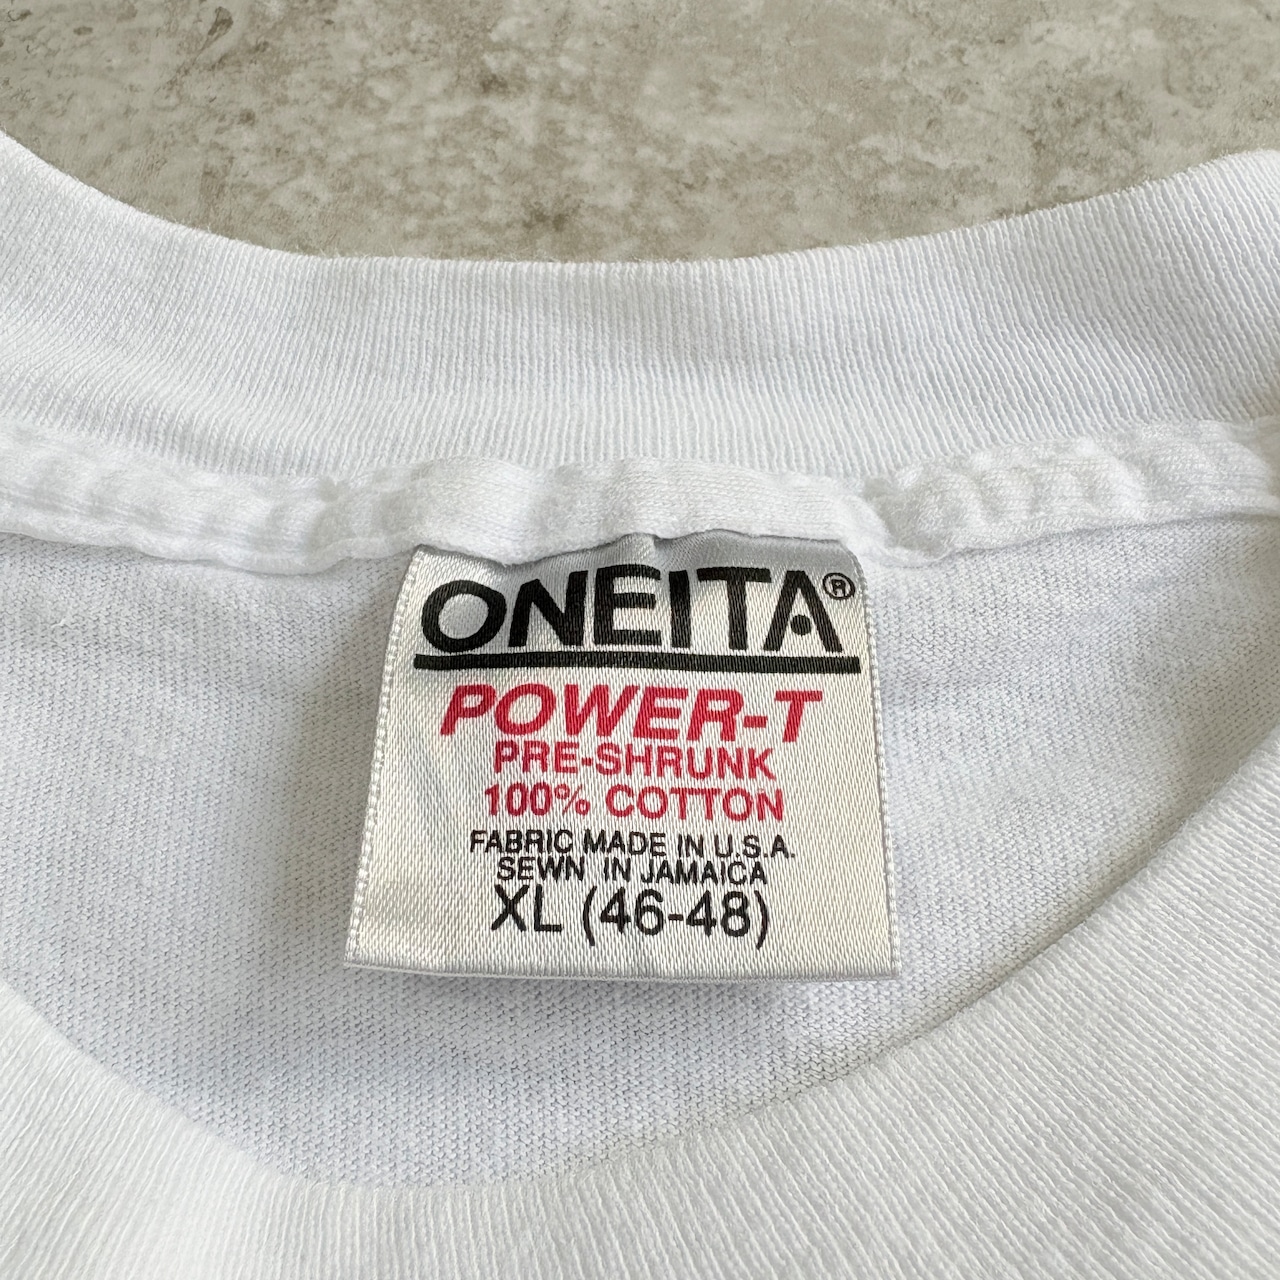 ONEITA®
POWER-T
PRE-SHRUNK
100% COTTON
FABRIC MADE IN U.S.A.
SEWN IN JAMAICA
XL (46-48)